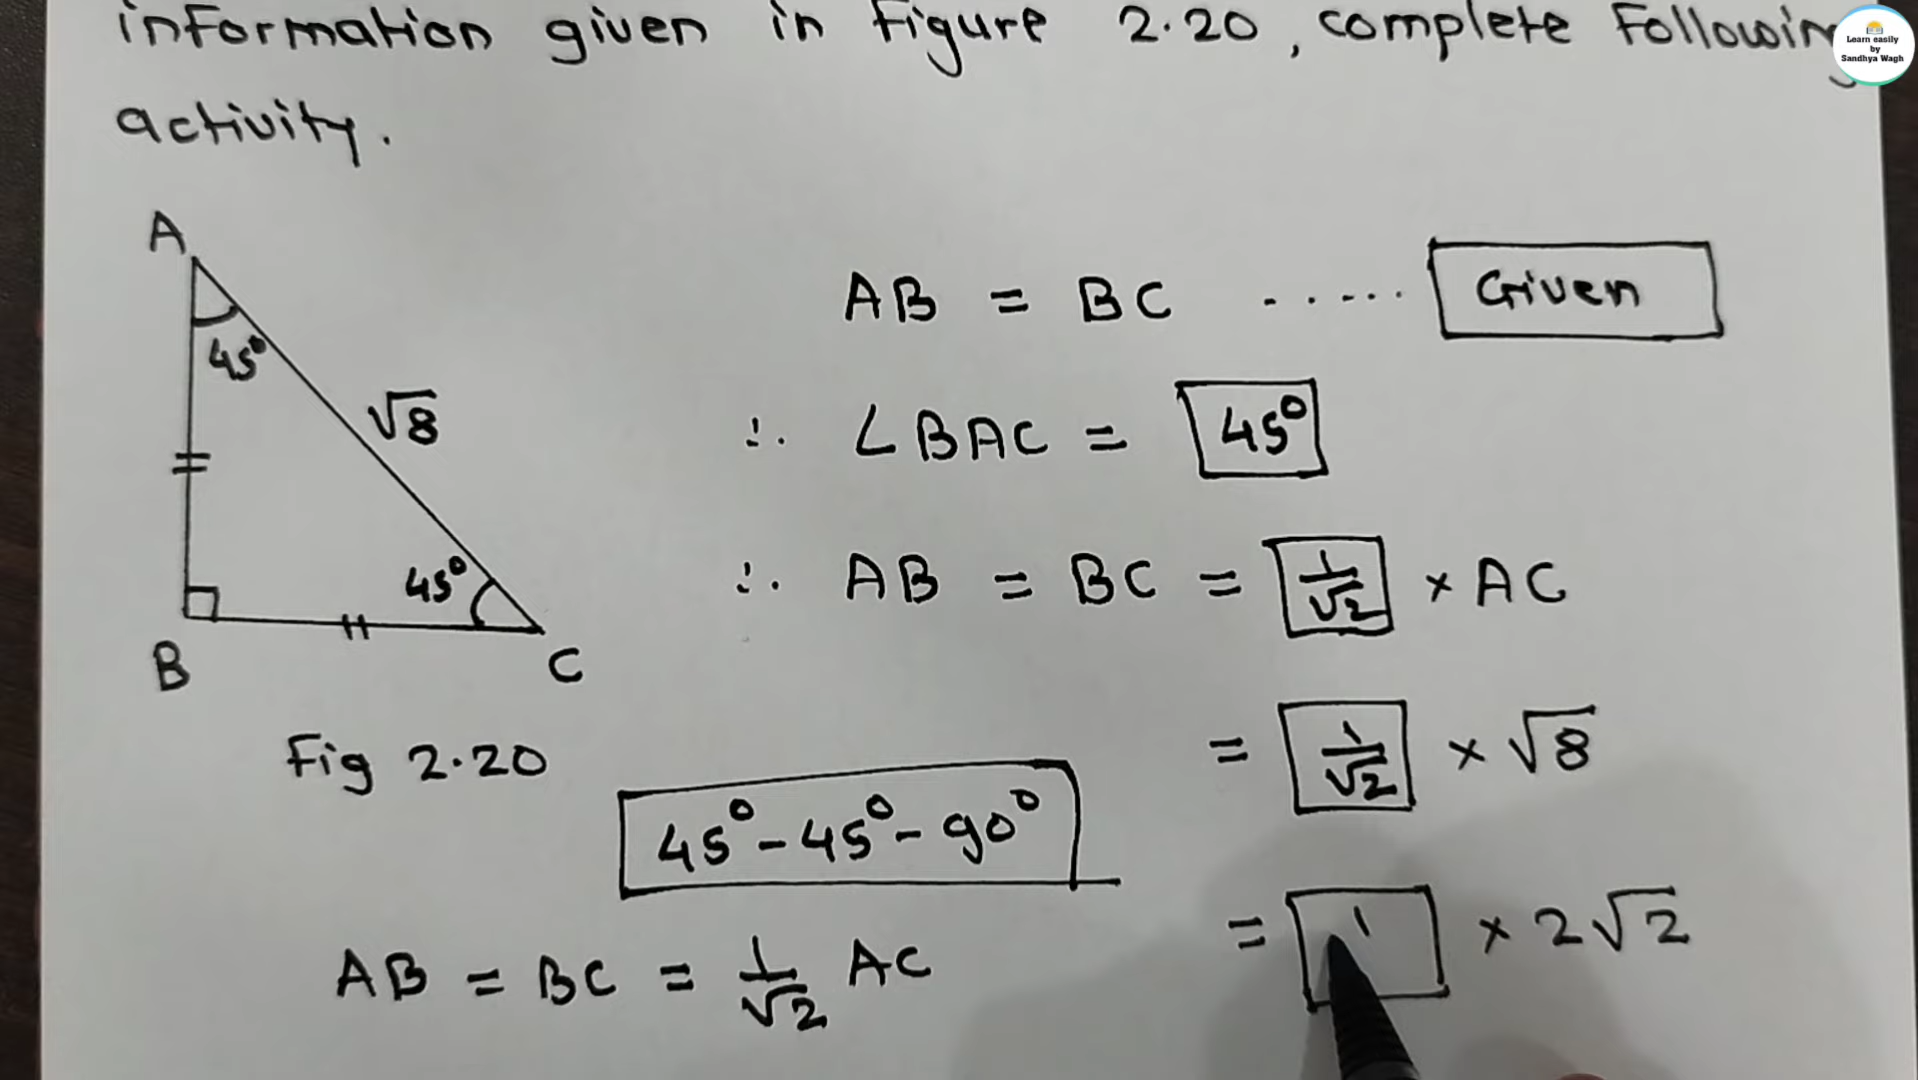 information given in figure 2.20, complete following
activity.
Learn easily
by
Sandhya Wagh
A
45°
√8
45°
B
C
Fig 2.20
AB = BC ...... Given
∴ ∠BAC = 45°
∴ AB = BC = 1/√2 × AC
= 1/√2 × √8
45° - 45° - 90°
= 1 × 2√2
AB = BC = 1/√2 AC